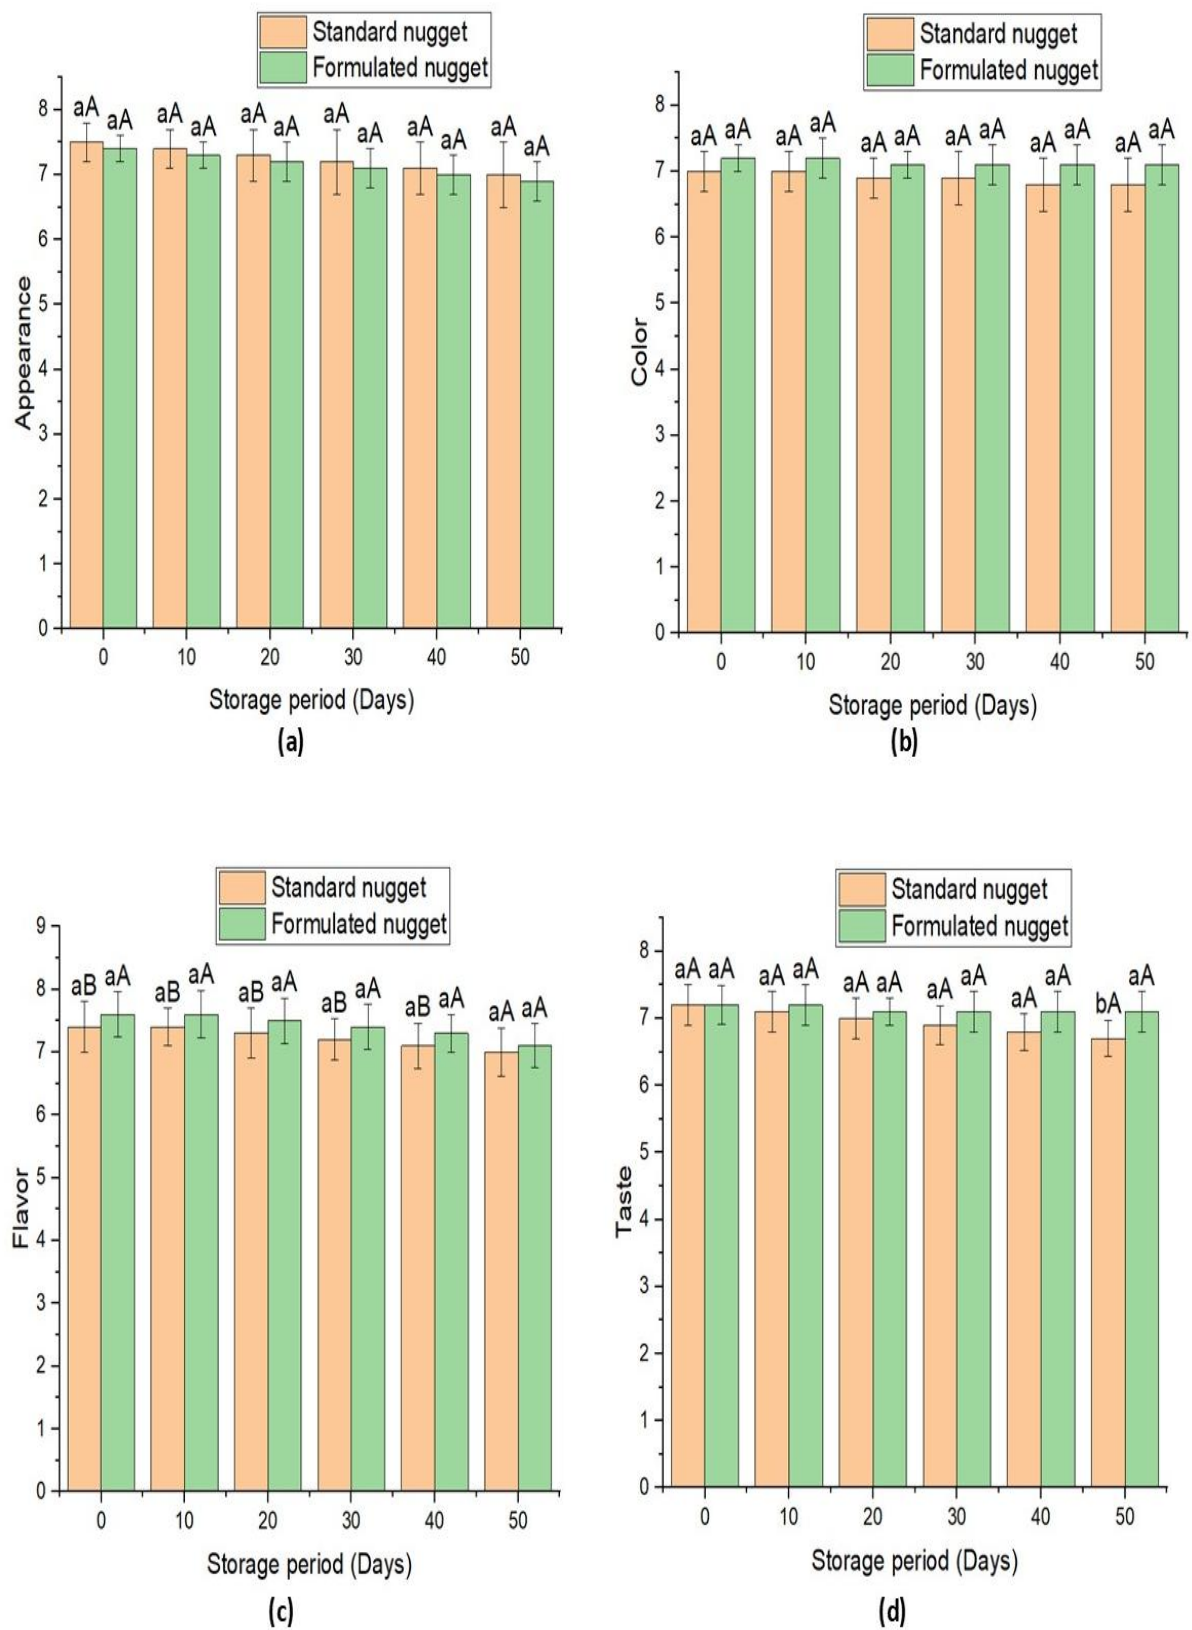 Standard nugget
Formulated nugget
8
7
6
5
4
3
2
1
0
Appearance
aA aA aA aA aA aA aA aA aA aA aA aA
0 10 20 30 40 50
Storage period (Days)
(a)
Standard nugget
Formulated nugget
8
7
6
5
4
3
2
1
0
Color
aA aA aA aA aA aA aA aA aA aA aA aA
0 10 20 30 40 50
Storage period (Days)
(b)
Standard nugget
Formulated nugget
9
8
7
6
5
4
3
2
1
0
Flavor
aB aA aB aA aB aA aB aA aB aA aA aA
0 10 20 30 40 50
Storage period (Days)
(c)
Standard nugget
Formulated nugget
8
7
6
5
4
3
2
1
0
Taste
aA aA aA aA aA aA aA aA aA aA bA aA
0 10 20 30 40 50
Storage period (Days)
(d)